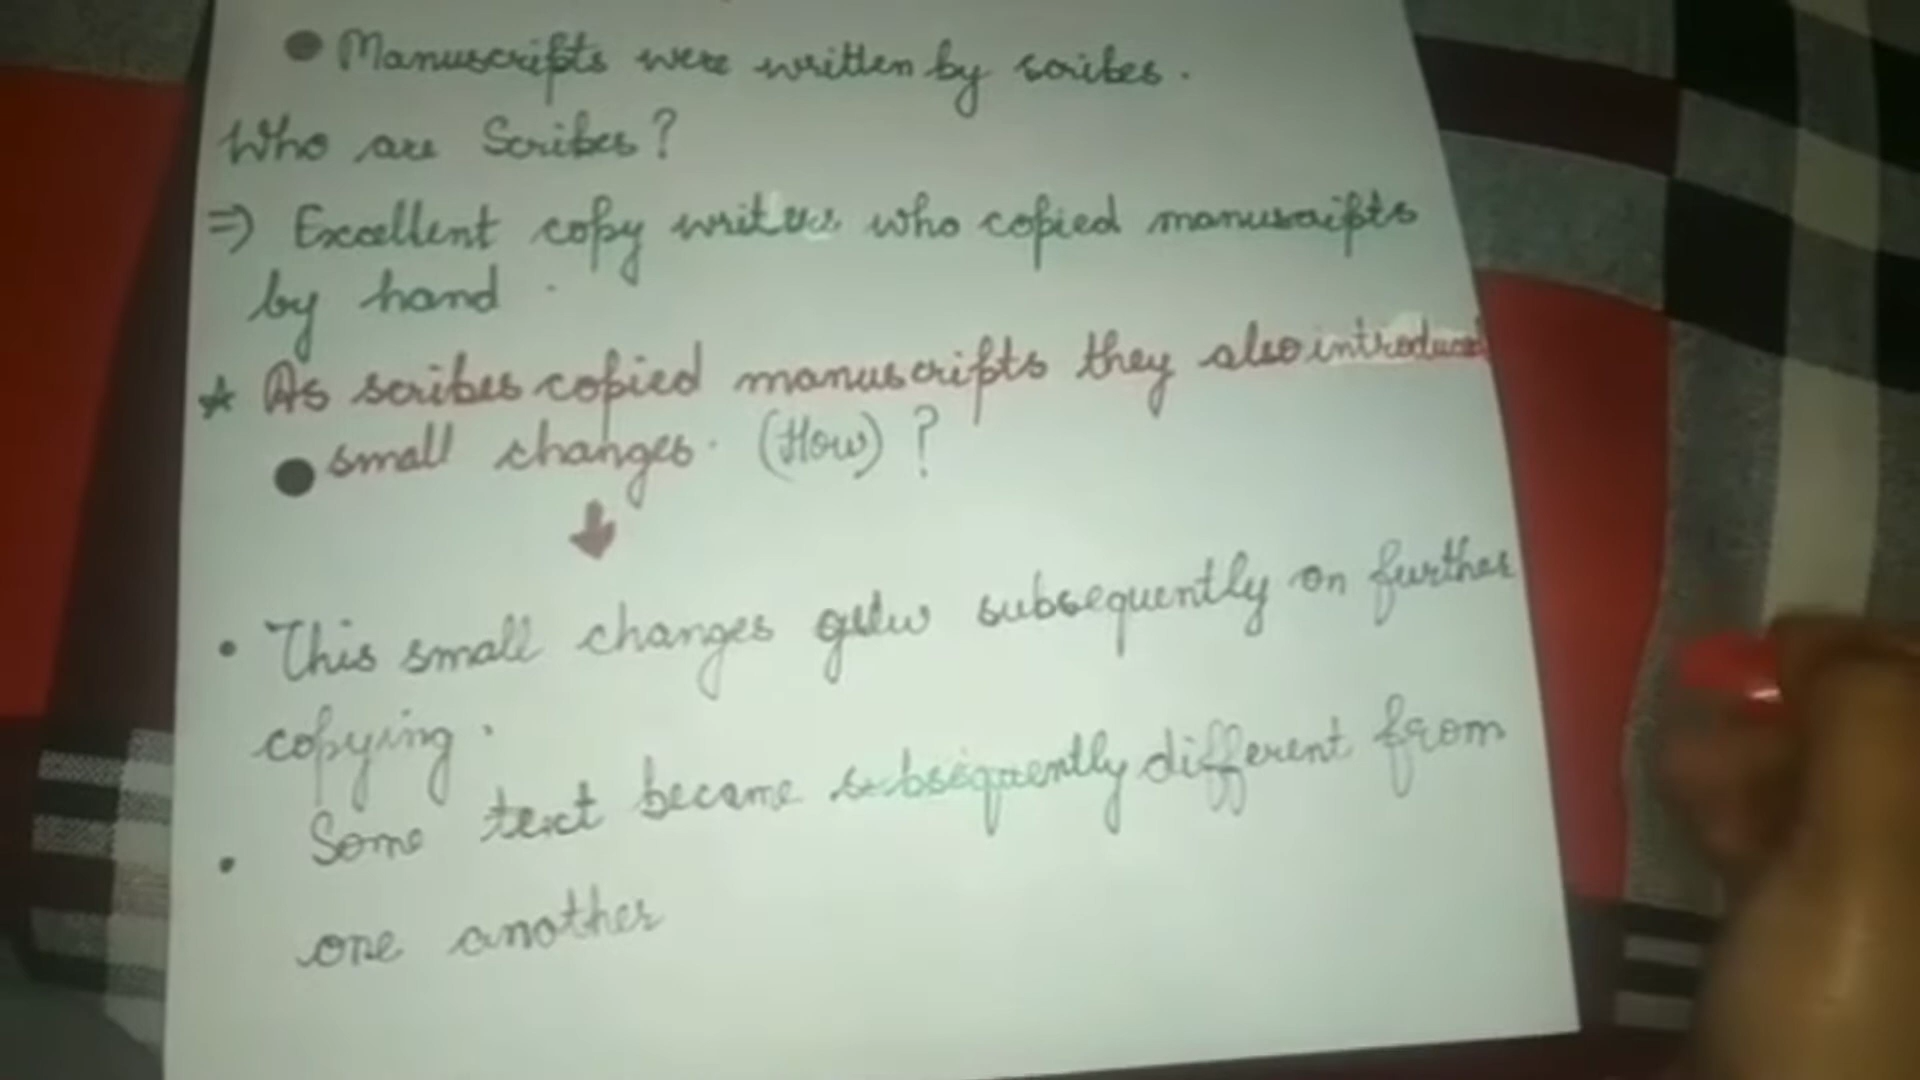 ● Manuscripts were written by scribes.
Who are Scribes?
⇒ Excellent copy writers who copied manuscripts
by hand.
☆ As scribes copied manuscripts they also introduced
● small changes. (How)?
↓
• This small changes grew subsequently on further
copying.
• Some text became subsequently different from
one another